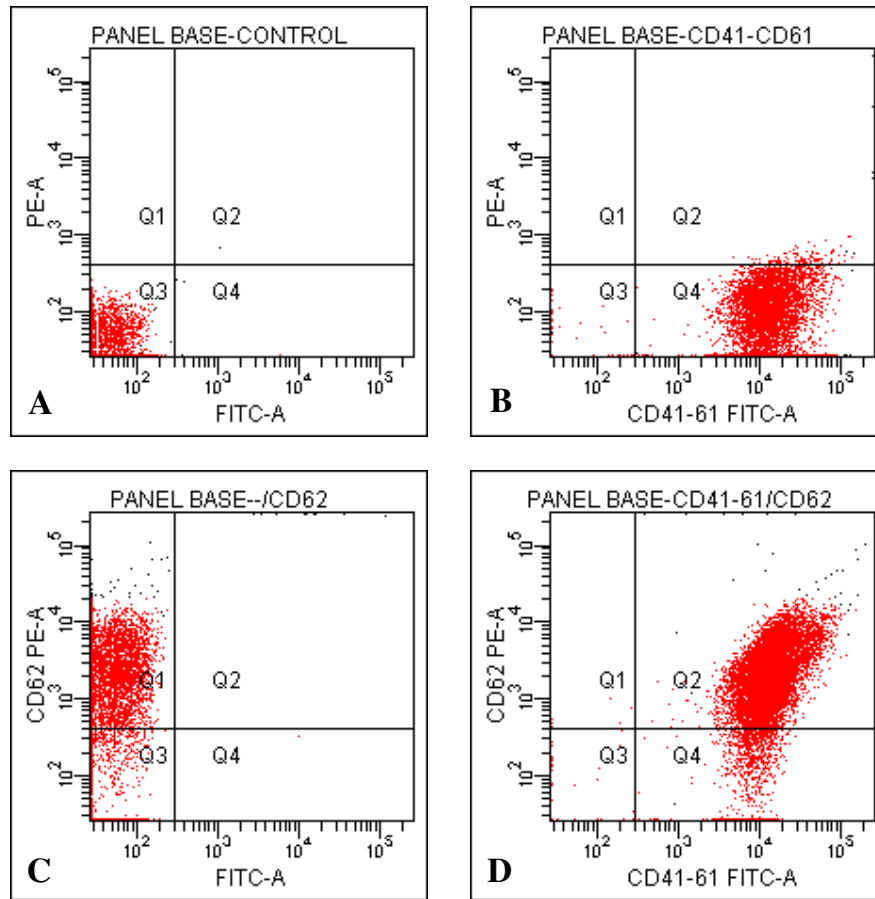 PANEL BASE-CONTROL
PE-A
10^5
10^4
10^3
10^2
Q1
Q2
Q3
Q4
10^2
10^3
10^4
10^5
FITC-A
A
PANEL BASE-CD41-CD61
PE-A
10^5
10^4
10^3
10^2
Q1
Q2
Q3
Q4
10^2
10^3
10^4
10^5
CD41-61 FITC-A
B
PANEL BASE--/CD62
CD62 PE-A
10^5
10^4
10^3
10^2
Q1
Q2
Q3
Q4
10^2
10^3
10^4
10^5
FITC-A
C
PANEL BASE-CD41-61/CD62
CD62 PE-A
10^5
10^4
10^3
10^2
Q1
Q2
Q3
Q4
10^2
10^3
10^4
10^5
CD41-61 FITC-A
D